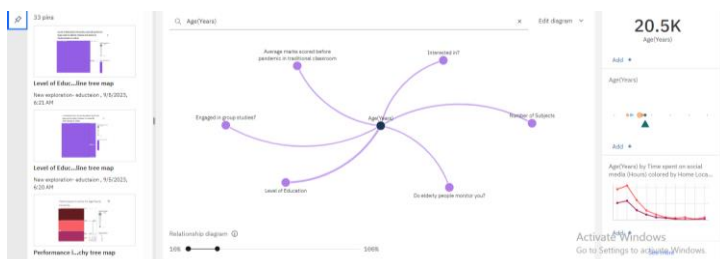 33 pins
Level of Educ...line tree map
New exploration- eductaion , 9/5/2023,
6:21 AM
Level of Educ...line tree map
New exploration- eductaion , 9/5/2023,
6:20 AM
Performance l...chy tree map
Age(Years)
×
Edit diagram
Average marks scored before
pandemic in traditional classroom
Interested in?
Engaged in group studies?
Age(Years)
Number of Subjects
Level of Education
Do elderly people monitor you?
Relationship diagram
100%
20.5K
Age(Years)
Add
Age(Years)
Add
Age(Years) by Time spent on social
media (Hours) colored by Home Loca...
Add
Activate Windows
Go to Settings to activate Windows.